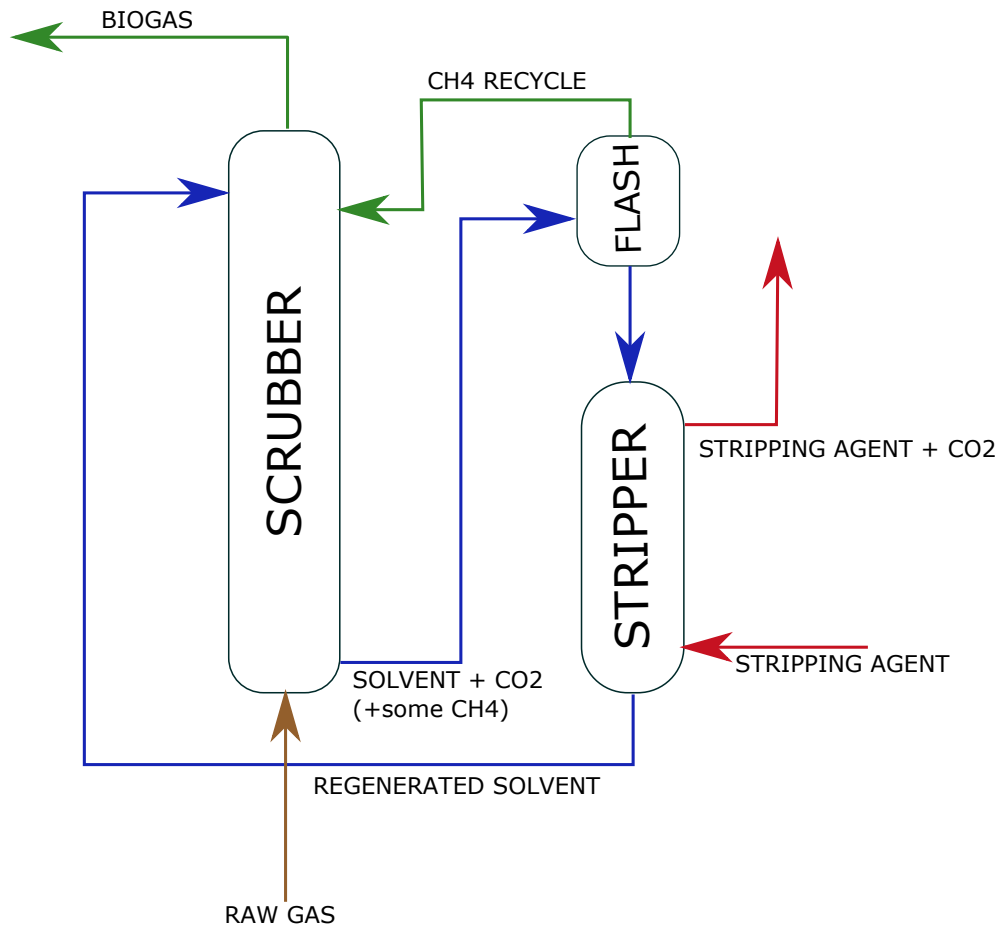 BIOGAS
CH4 RECYCLE
FLASH
SCRUBBER
STRIPPER
STRIPPING AGENT + CO2
STRIPPING AGENT
SOLVENT + CO2
(+some CH4)
REGENERATED SOLVENT
RAW GAS